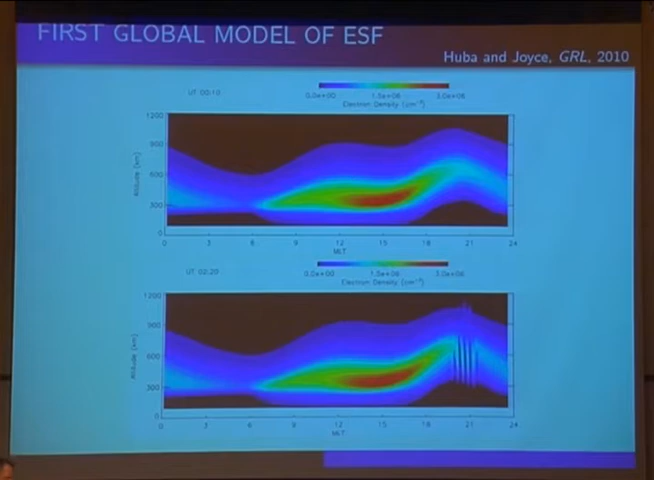 FIRST GLOBAL MODEL OF ESF
Huba and Joyce, GRL, 2010
UT 00:10
0.0e+00 1.5e+06 3.0e+06
Electron Density (cm⁻³)
1200
900
600
300
0
Altitude (km)
0 3 6 9 12 15 18 21 24
MLT
UT 02:20
0.0e+00 1.5e+06 3.0e+06
Electron Density (cm⁻³)
1200
900
600
300
0
Altitude (km)
0 3 6 9 12 15 18 21 24
MLT